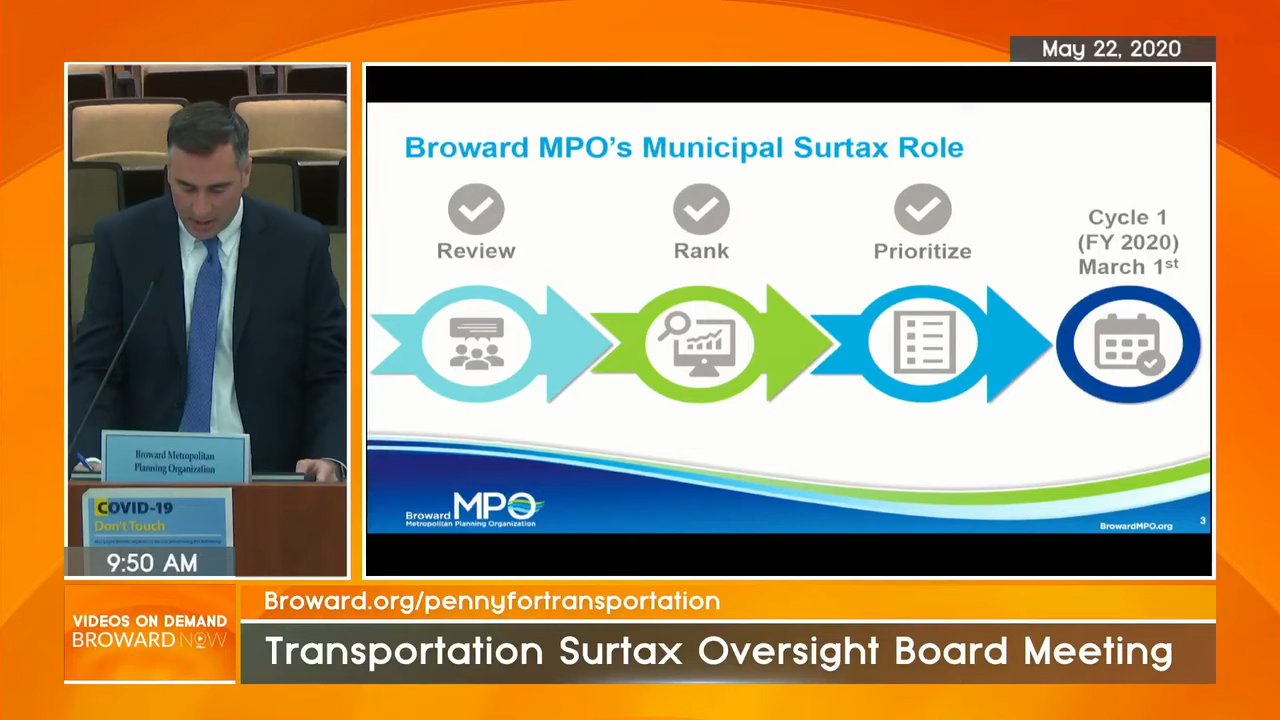 May 22, 2020
Broward MPO's Municipal Surtax Role
Review
Rank
Prioritize
Cycle 1
(FY 2020)
March 1st
Broward MPO
Metropolitan Planning Organization
BrowardMPO.org
3
Broward Metropolitan
Planning Organization
COVID-19
Don't Touch
9:50 AM
VIDEOS ON DEMAND
BROWARD NOW
Broward.org/pennyfortransportation
Transportation Surtax Oversight Board Meeting